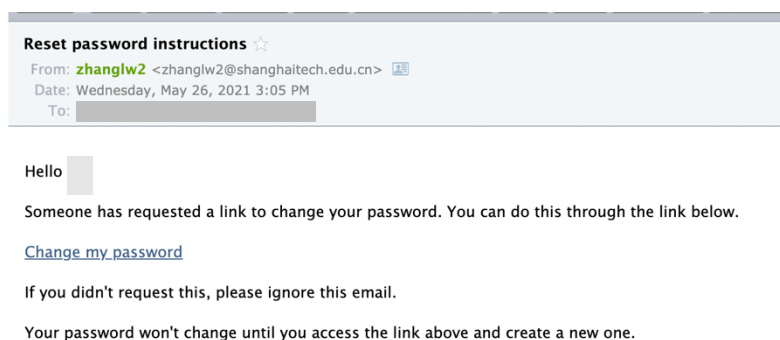 Reset password instructions
From: zhanglw2 <zhanglw2@shanghaitech.edu.cn>
Date: Wednesday, May 26, 2021 3:05 PM
To:
Hello
Someone has requested a link to change your password. You can do this through the link below.
Change my password
If you didn't request this, please ignore this email.
Your password won't change until you access the link above and create a new one.